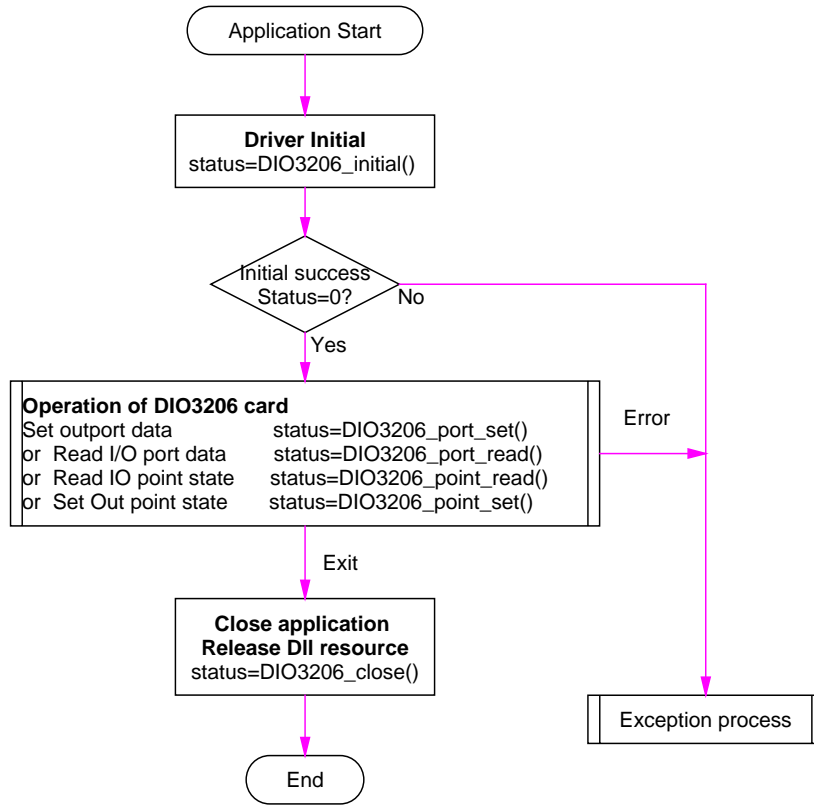 Application Start
Driver Initial
status=DIO3206_initial()
Initial success
Status=0?
No
Yes
Operation of DIO3206 card
Set outport data status=DIO3206_port_set()
or Read I/O port data status=DIO3206_port_read()
or Read IO point state status=DIO3206_point_read()
or Set Out point state status=DIO3206_point_set()
Error
Exit
Close application
Release Dll resource
status=DIO3206_close()
Exception process
End